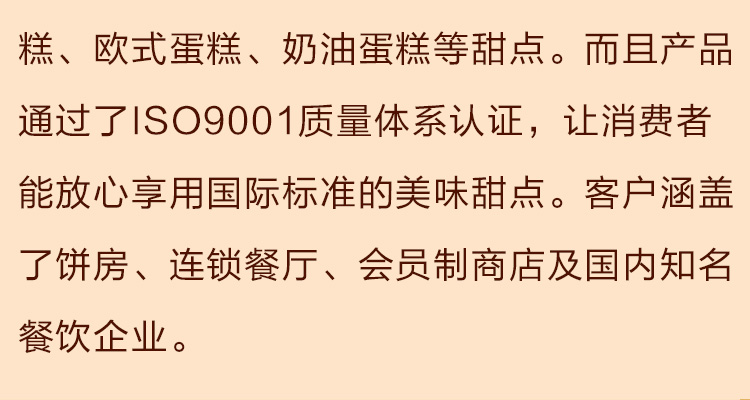 糕、欧式蛋糕、奶油蛋糕等甜点。而且产品
通过了ISO9001质量体系认证，让消费者
能放心享用国际标准的美味甜点。客户涵盖
了饼房、连锁餐厅、会员制商店及国内知名
餐饮企业。